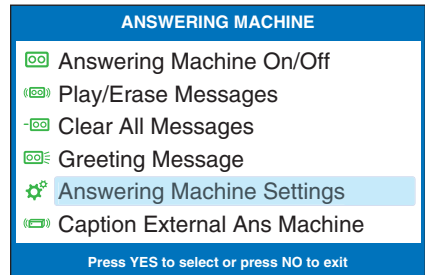 ANSWERING MACHINE
Answering Machine On/Off
Play/Erase Messages
Clear All Messages
Greeting Message
Answering Machine Settings
Caption External Ans Machine
Press YES to select or press NO to exit